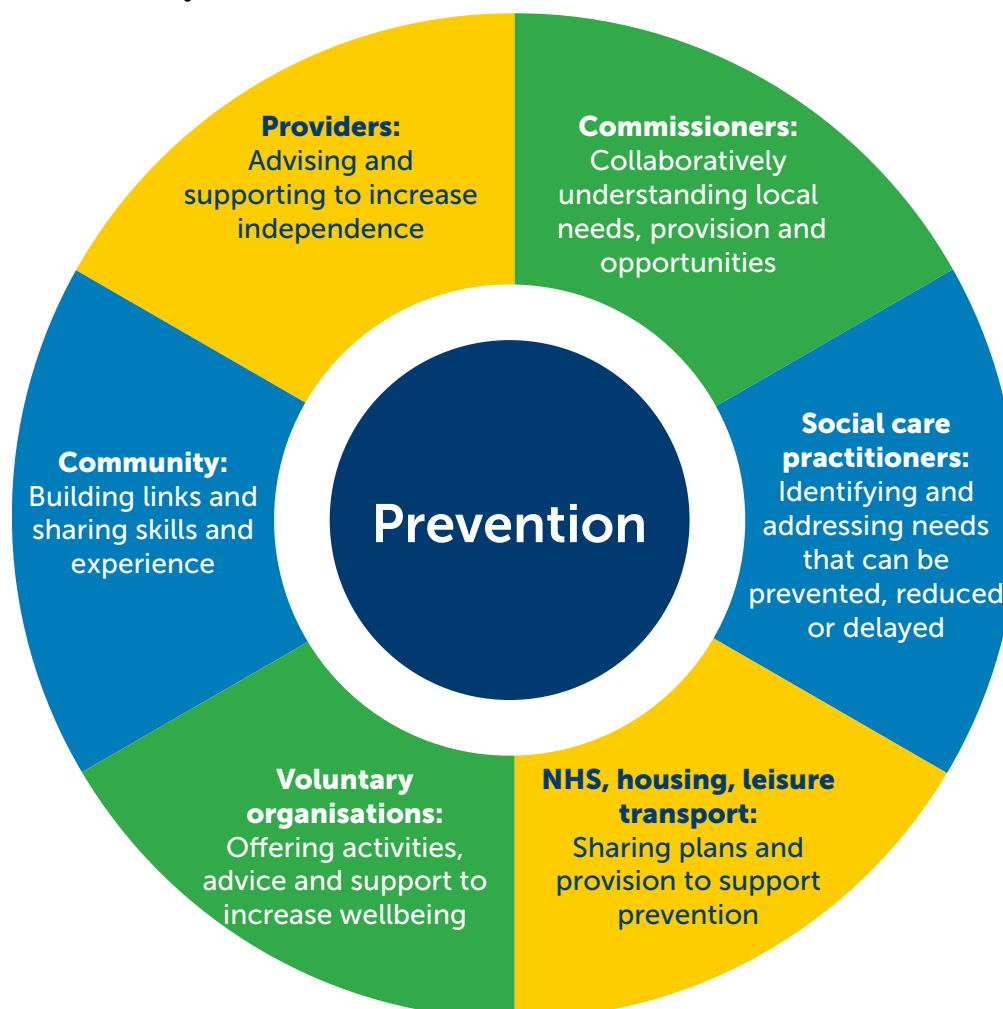 Providers:
Advising and
supporting to increase
independence
Commissioners:
Collaboratively
understanding local
needs, provision and
opportunities
Social care
practitioners:
Identifying and
addressing needs
that can be
prevented, reduced
or delayed
NHS, housing, leisure
transport:
Sharing plans and
provision to support
prevention
Voluntary
organisations:
Offering activities,
advice and support to
increase wellbeing
Community:
Building links and
sharing skills and
experience
Prevention